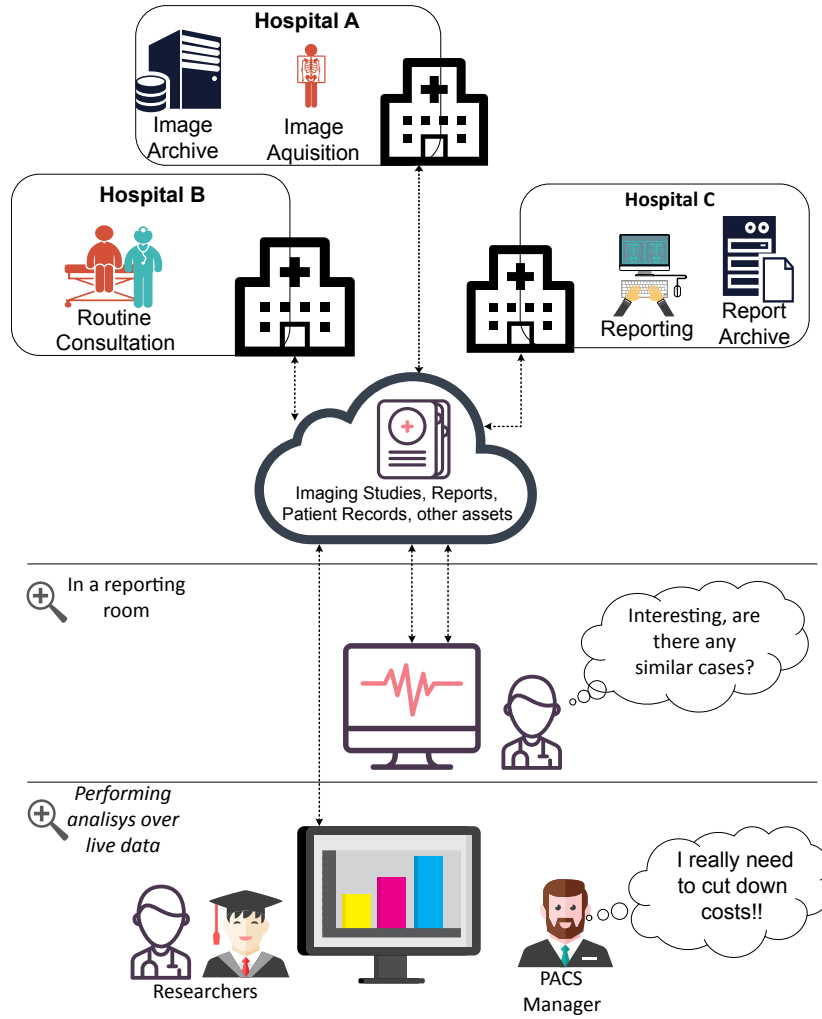 Hospital A
Image
Archive
Image
Aquisition
Hospital B
Routine
Consultation
Hospital C
Reporting
Report
Archive
Imaging Studies, Reports,
Patient Records, other assets
In a reporting
room
Interesting, are
there any
similar cases?
Performing
analisys over
live data
Researchers
I really need
to cut down
costs!!
PACS
Manager